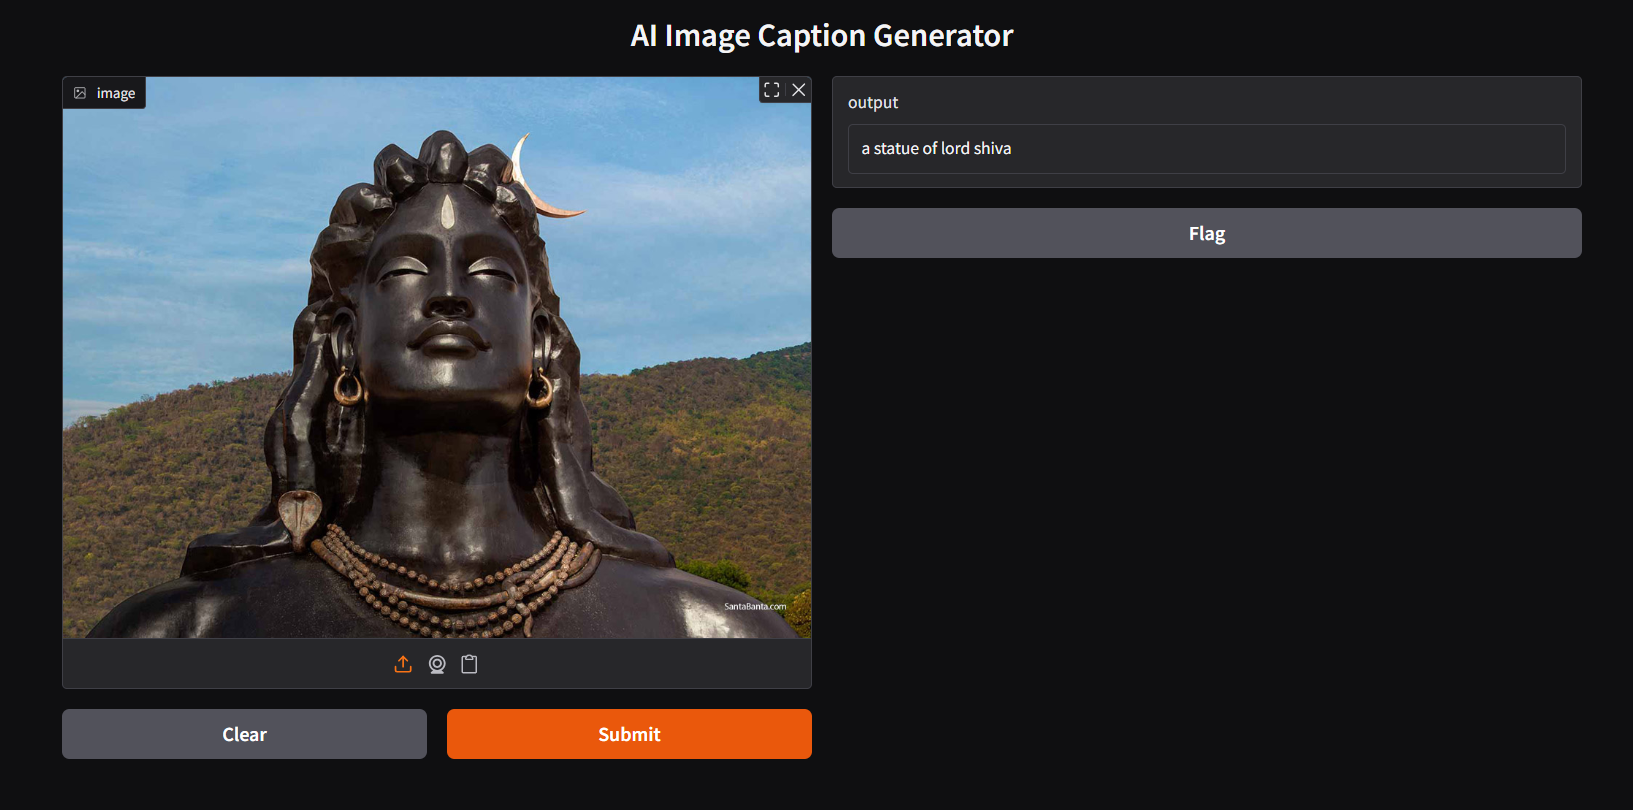 AI Image Caption Generator
image
output
a statue of lord shiva
Flag
SantaBanta.com
Clear
Submit